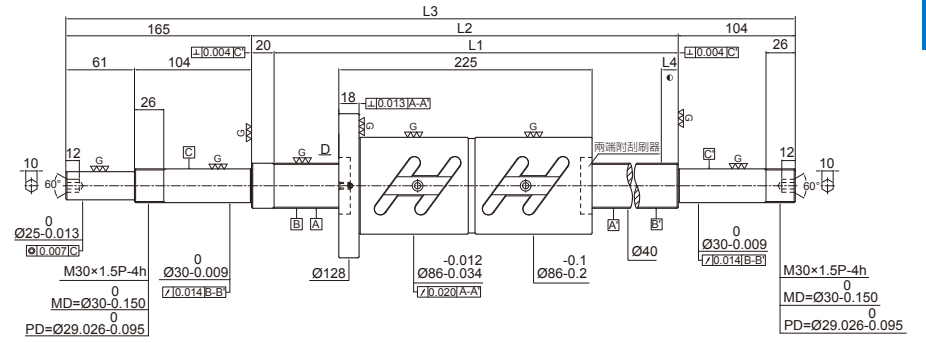 L3
165 L2 104
⊥ 0.004 C' 20 L1 ⊥ 0.004 C' 26
61 104 225 L4
26 18 ⊥ 0.013 A-A'
G G G G
D 兩端附刮刷器
10 12 G C G G C' G 12 10
60° 60°
B A A' B'
0
Ø25-0.013
◎ 0.007 C
0
Ø30-0.009
↗ 0.014 B-B'
Ø128
-0.012
Ø86-0.034
↗ 0.020 A-A'
-0.1
Ø86-0.2
Ø40
0
Ø30-0.009
↗ 0.014 B-B'
M30×1.5P-4h
0
MD=Ø30-0.150
0
PD=Ø29.026-0.095
M30×1.5P-4h
0
MD=Ø30-0.150
0
PD=Ø29.026-0.095